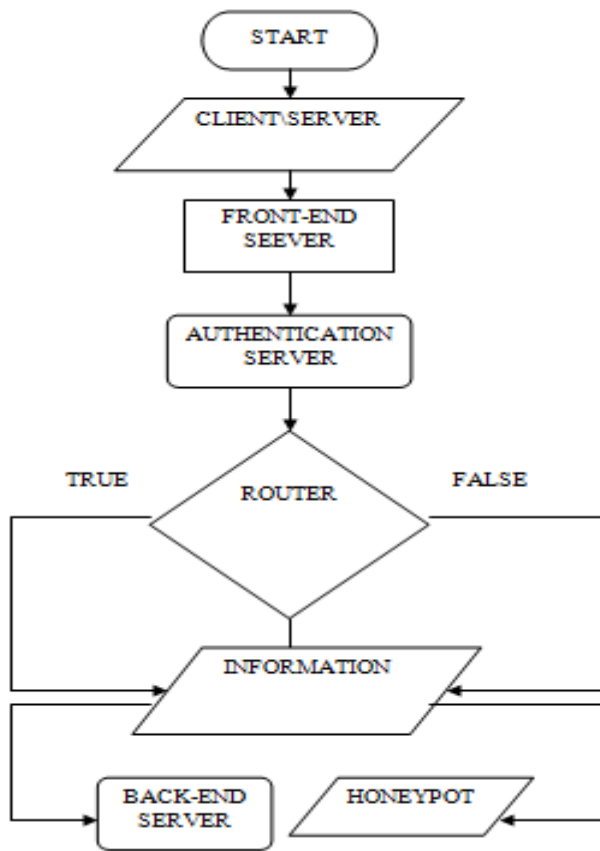 START
CLIENT\SERVER
FRONT-END
SEEVER
AUTHENTICATION
SERVER
TRUE
ROUTER
FALSE
INFORMATION
BACK-END
SERVER
HONEYPOT